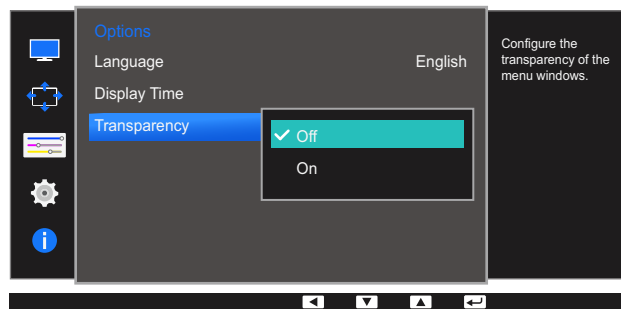 Options
Language English
Display Time
Transparency
Off
On
Configure the
transparency of the
menu windows.